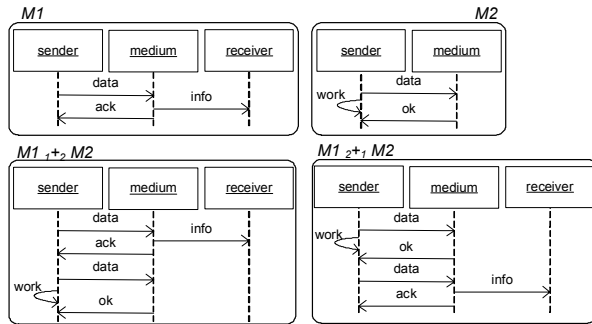 M1
sender medium receiver
data
ack info
M2
sender medium
data
work
ok
M1 ₁+₂ M2
sender medium receiver
data
info
ack
data
work
ok
M1 ₂+₁ M2
sender medium receiver
data
work
ok
data
info
ack